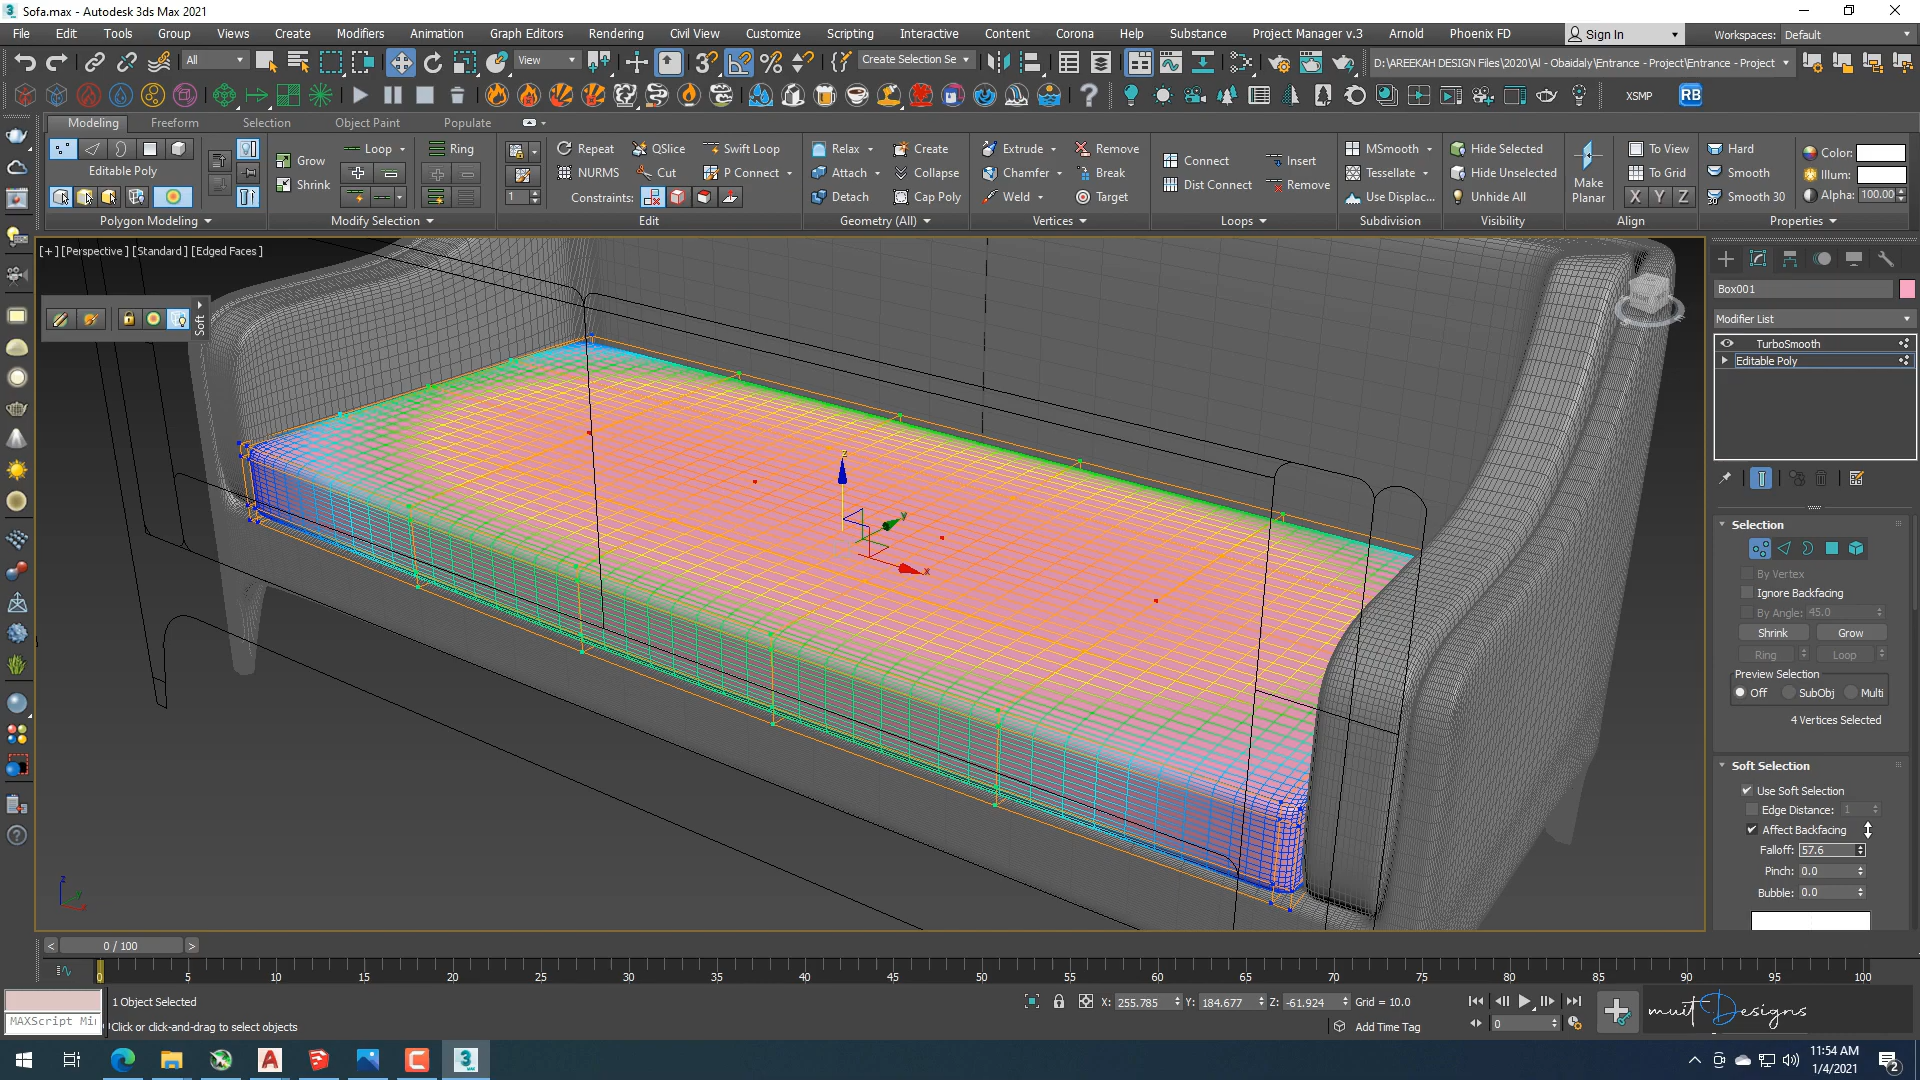 Sofa.max - Autodesk 3ds Max 2021
File Edit Tools Group Views Create Modifiers Animation Graph Editors Rendering Civil View Customize Scripting Interactive Content Corona Help Substance Project Manager v.3 Arnold Phoenix FD Sign In Workspaces: Default
All View Create Selection Se D:\AREEKAH DESIGN Files\2020\Al - Obaidaly\Entrance - Project\Entrance - Project
XSMP RB
Modeling Freeform Selection Object Paint Populate
Loop Ring Repeat QSlice Swift Loop Relax Create Extrude Remove MSmooth Hide Selected To View Hard Color:
Grow Connect Insert
Editable Poly NURMS Cut P Connect Attach Collapse Chamfer Break Tessellate Hide Unselected To Grid Smooth Illum:
Shrink Dist Connect Remove Make Planar
1 Constraints: Detach Cap Poly Weld Target Use Displac... Unhide All X Y Z Smooth 30 Alpha: 100.00
Polygon Modeling Modify Selection Edit Geometry (All) Vertices Loops Subdivision Visibility Align Properties
[+] [Perspective ] [Standard ] [Edged Faces ]
Soft
z
y
x
Box001
Modifier List
TurboSmooth
Editable Poly
Selection
By Vertex
Ignore Backfacing
By Angle: 45.0
Shrink Grow
Ring Loop
Preview Selection
Off SubObj Multi
4 Vertices Selected
Soft Selection
Use Soft Selection
Edge Distance: 1
Affect Backfacing
Falloff: 57.6
Pinch: 0.0
Bubble: 0.0
z
< 0 / 100 >
0 5 10 15 20 25 30 35 40 45 50 55 60 65 70 75 80 85 90 95 100
1 Object Selected X: 255.785 Y: 184.677 Z: -61.924 Grid = 10.0
MAXScript Mi Click or click-and-drag to select objects Add Time Tag 0
muit Designs
11:54 AM
1/4/2021
2